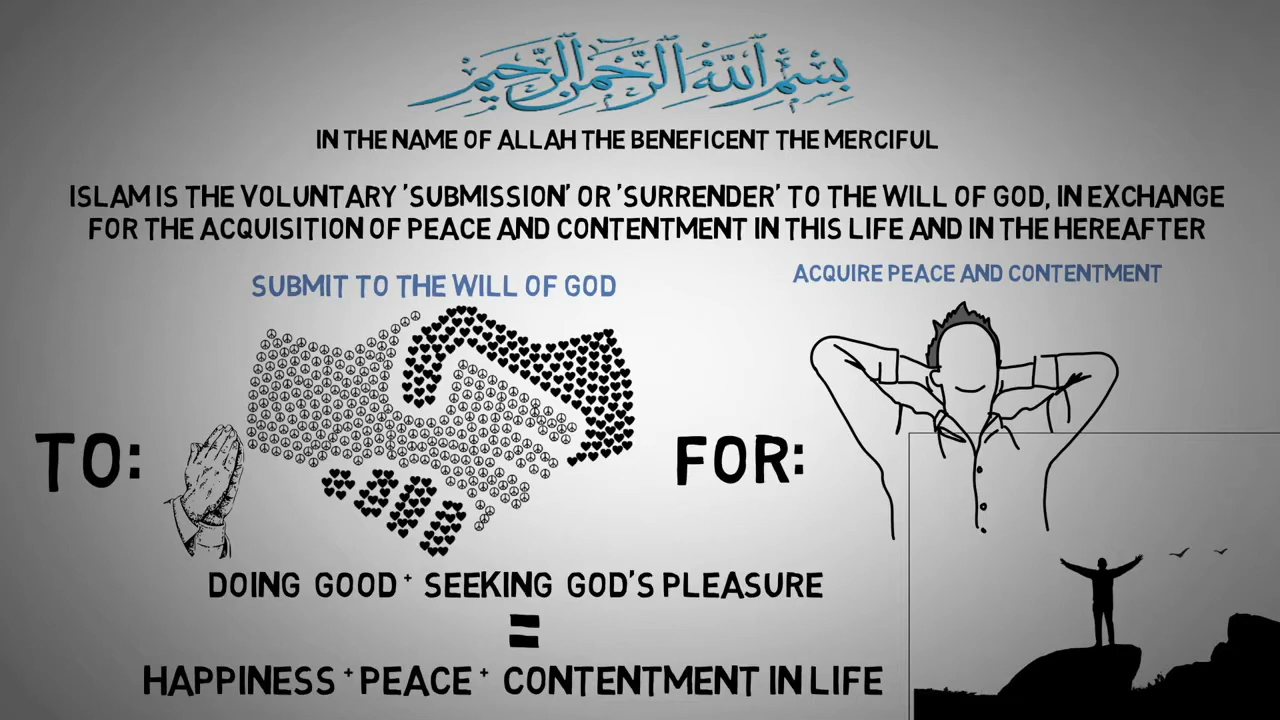 بِسْمِ اللهِ الرَّحْمٰنِ الرَّحِيْمِ
IN THE NAME OF ALLAH THE BENEFICENT THE MERCIFUL
ISLAM IS THE VOLUNTARY 'SUBMISSION' OR 'SURRENDER' TO THE WILL OF GOD, IN EXCHANGE
FOR THE ACQUISITION OF PEACE AND CONTENTMENT IN THIS LIFE AND IN THE HEREAFTER
SUBMIT TO THE WILL OF GOD
ACQUIRE PEACE AND CONTENTMENT
TO:
FOR:
DOING GOOD + SEEKING GOD'S PLEASURE
=
HAPPINESS + PEACE + CONTENTMENT IN LIFE